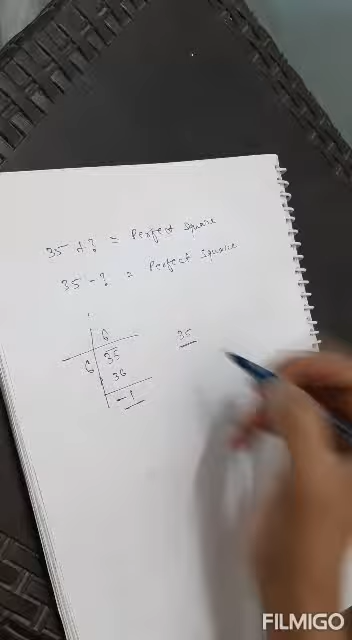 35 + ? = Perfect Square
35 - ? = Perfect Square
6
6 35
36
-1
35
FILMIGO